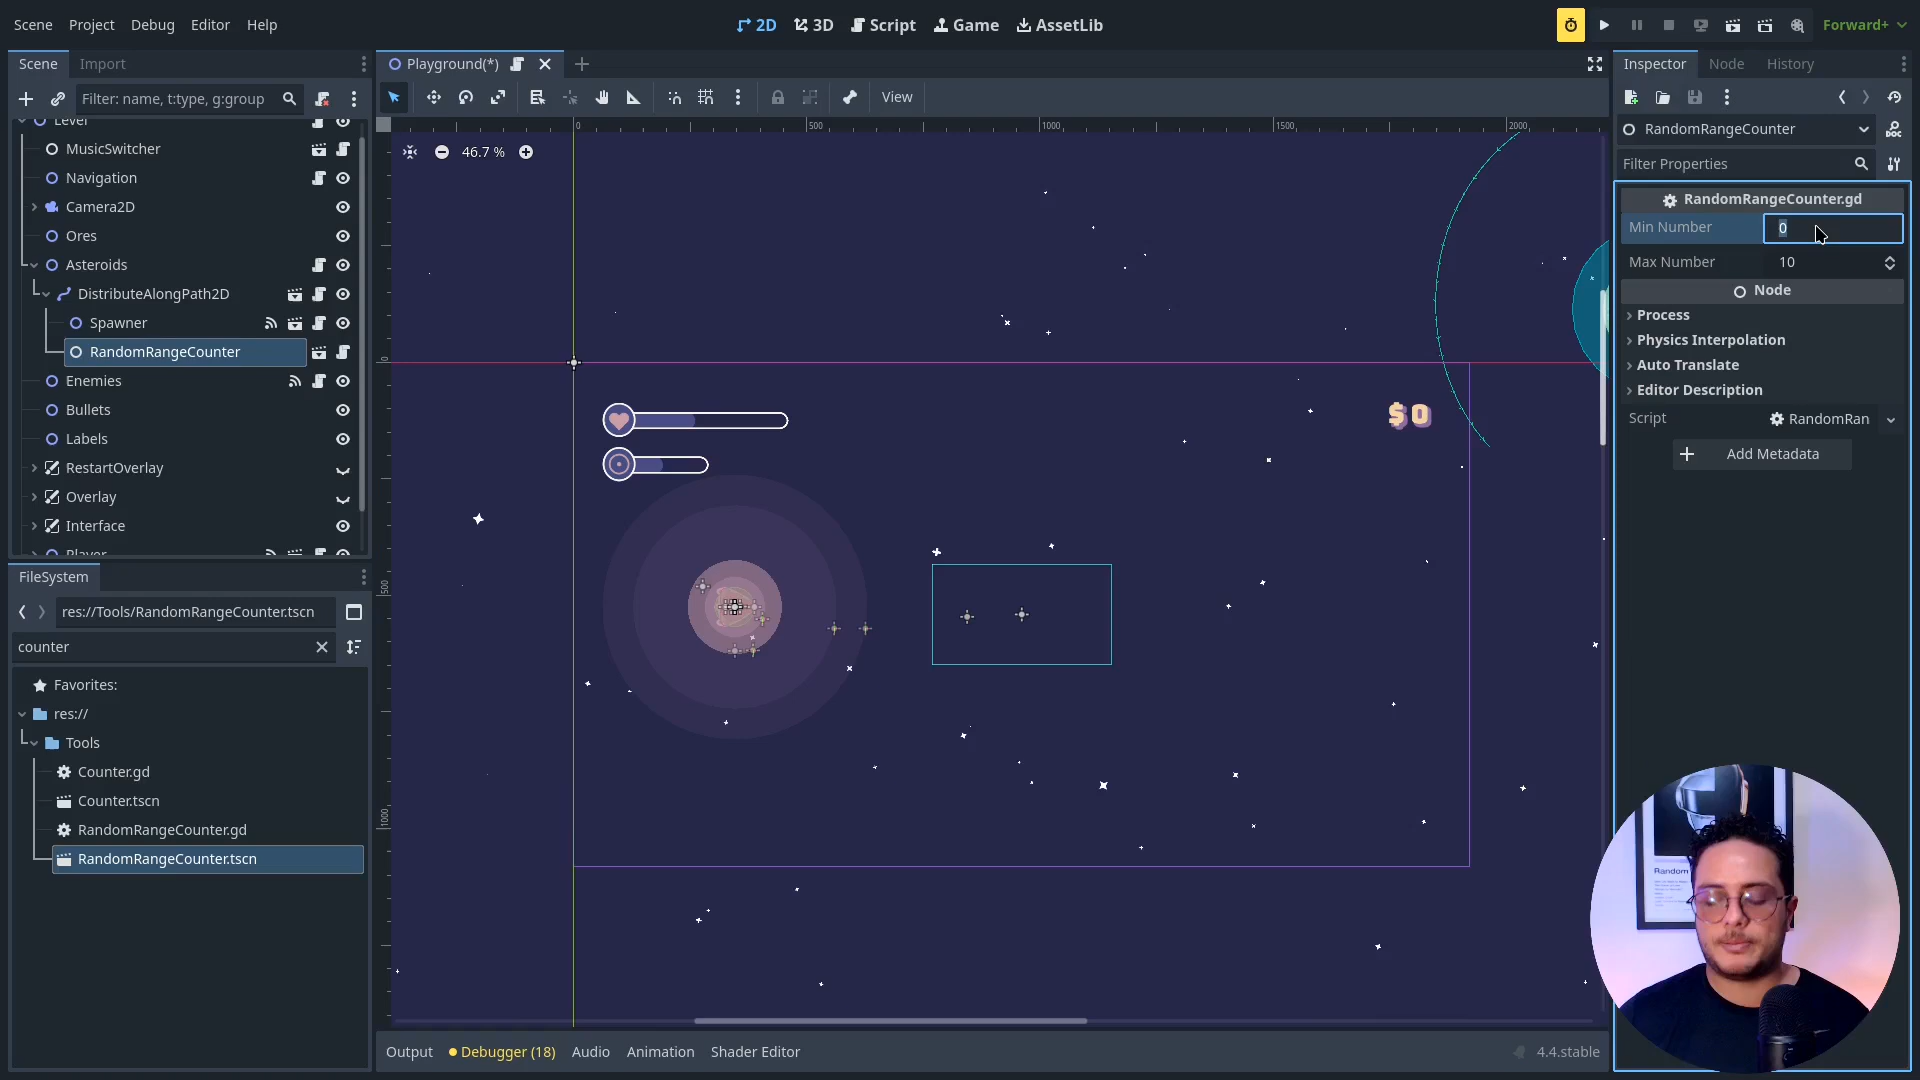 Scene Project Debug Editor Help
2D 3D Script Game AssetLib
Forward+
Scene Import
Playground(*)
Inspector Node History
Filter: name, t:type, g:group
View
RandomRangeCounter
Filter Properties
0 500 1000 1500 2000
46.7 %
Level
MusicSwitcher
Navigation
Camera2D
Ores
Asteroids
DistributeAlongPath2D
Spawner
RandomRangeCounter
Enemies
Bullets
Labels
RestartOverlay
Overlay
Interface
Player
RandomRangeCounter.gd
Min Number 0
Max Number 10
Node
Process
Physics Interpolation
Auto Translate
Editor Description
Script RandomRan
Add Metadata
0
500
1000
$0
FileSystem
res://Tools/RandomRangeCounter.tscn
counter
Favorites:
res://
Tools
Counter.gd
Counter.tscn
RandomRangeCounter.gd
RandomRangeCounter.tscn
Random
Output Debugger (18) Audio Animation Shader Editor
4.4.stable